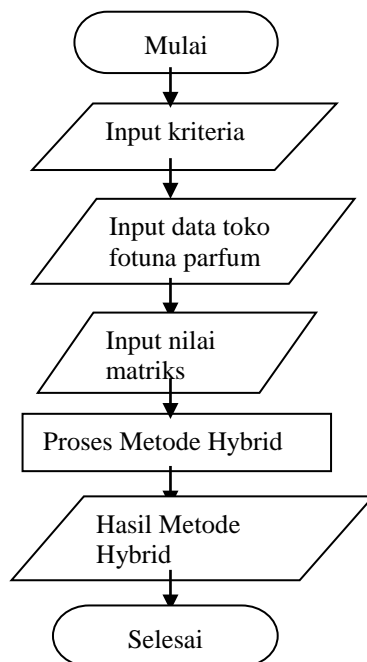 Mulai
Input kriteria
Input data toko
fotuna parfum
Input nilai
matriks
Proses Metode Hybrid
Hasil Metode
Hybrid
Selesai